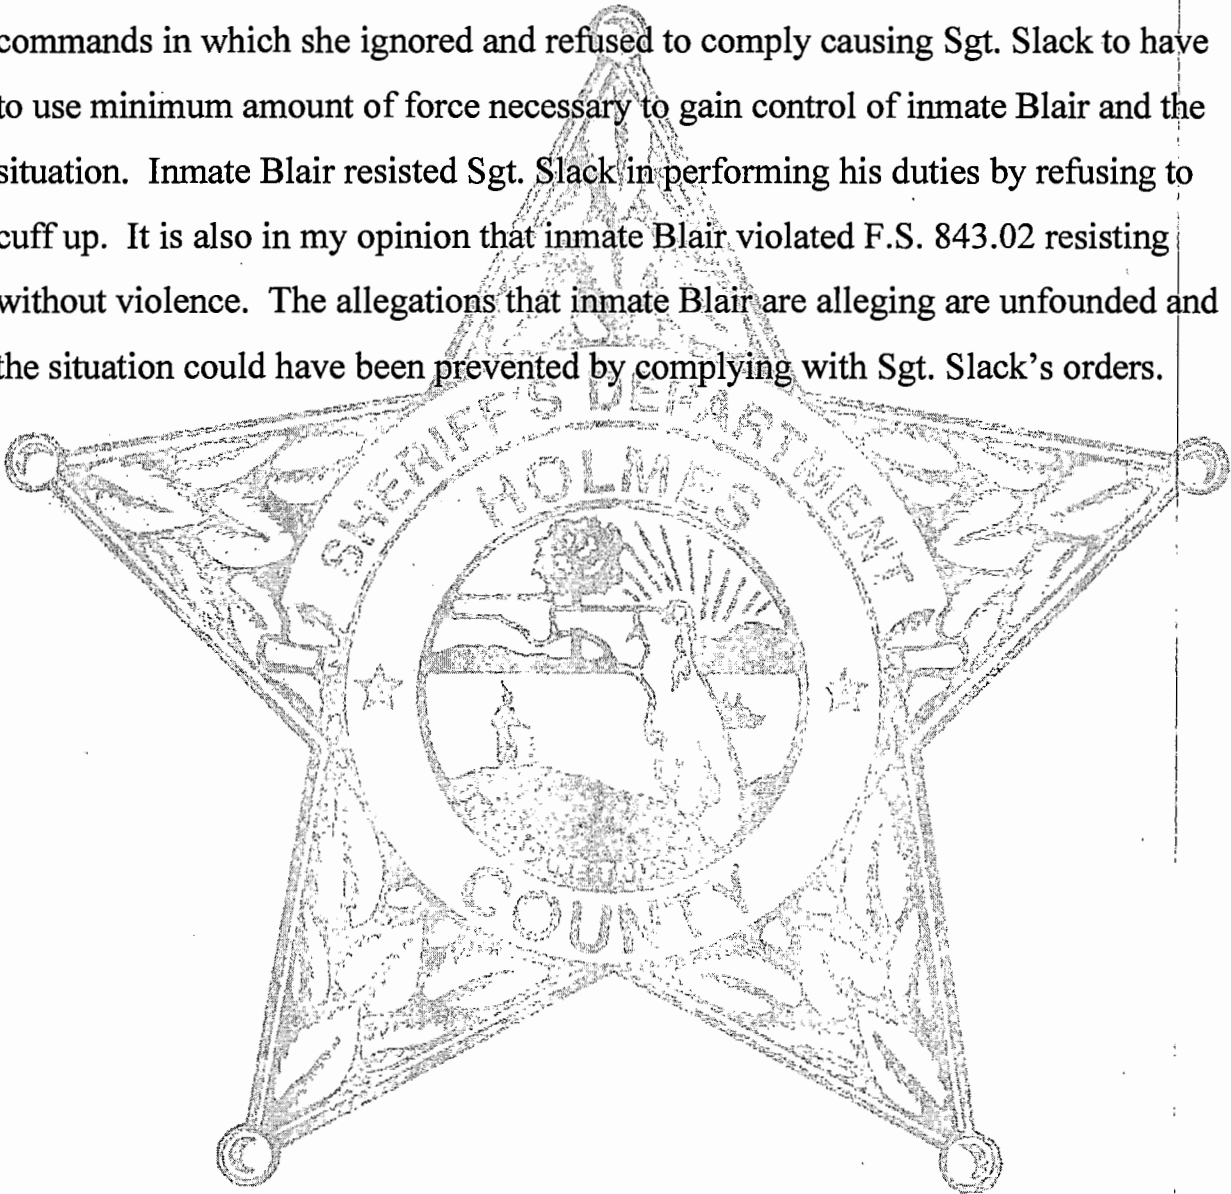 commands in which she ignored and refused to comply causing Sgt. Slack to have
to use minimum amount of force necessary to gain control of inmate Blair and the
situation.  Inmate Blair resisted Sgt. Slack in performing his duties by refusing to
cuff up.  It is also in my opinion that inmate Blair violated F.S. 843.02 resisting
without violence.  The allegations that inmate Blair are alleging are unfounded and
the situation could have been prevented by complying with Sgt. Slack's orders.
SHERIFF'S DEPARTMENT
HOLMES
COUNTY